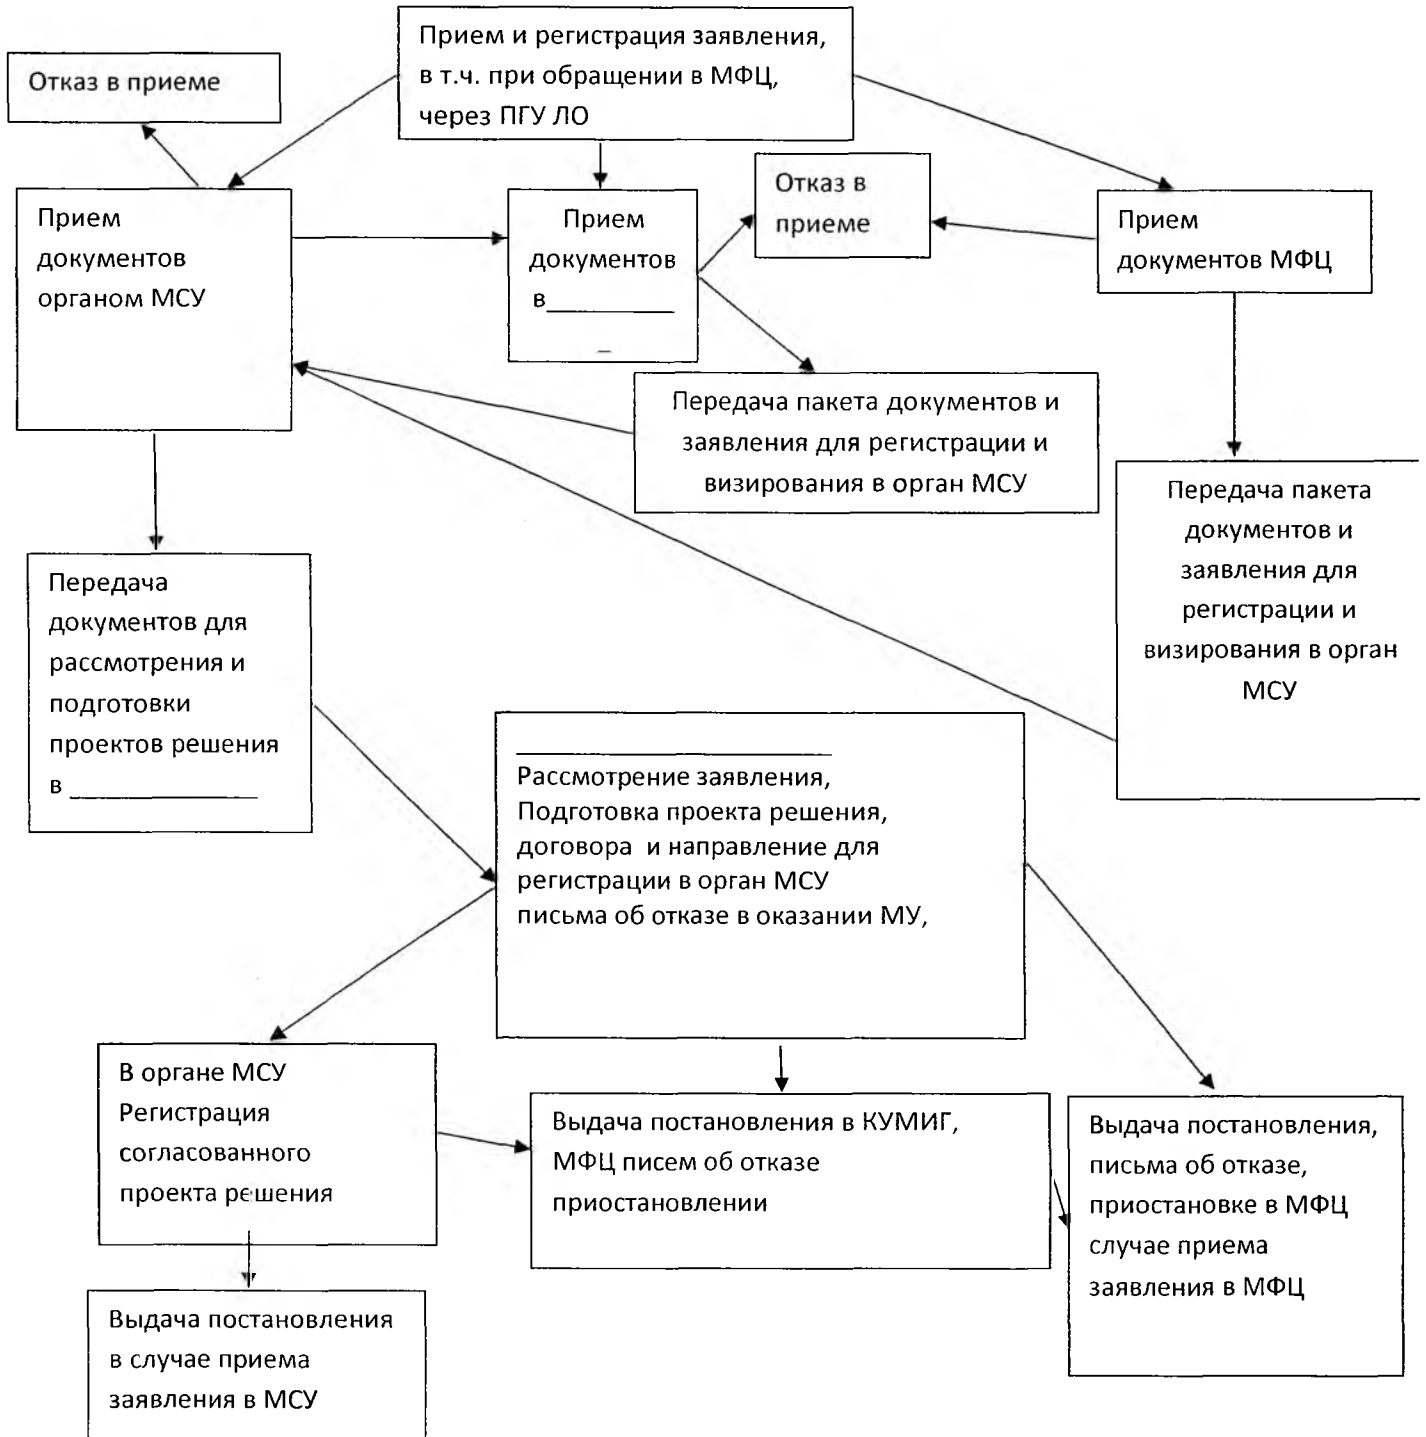 Прием и регистрация заявления,
в т.ч. при обращении в МФЦ,
через ПГУ ЛО
Отказ в приеме
Отказ в
приеме
Прием
документов
органом МСУ
Прием
документов
в__________
_
Прием
документов МФЦ
Передача пакета документов и
заявления для регистрации и
визирования в орган МСУ
Передача пакета
документов и
заявления для
регистрации и
визирования в орган
МСУ
Передача
документов для
рассмотрения и
подготовки
проектов решения
в _______________
_________________________
Рассмотрение заявления,
Подготовка проекта решения,
договора и направление для
регистрации в орган МСУ
письма об отказе в оказании МУ,
В органе МСУ
Регистрация
согласованного
проекта решения
Выдача постановления в КУМИГ,
МФЦ писем об отказе
приостановлении
Выдача постановления,
письма об отказе,
приостановке в МФЦ
случае приема
заявления в МФЦ
Выдача постановления
в случае приема
заявления в МСУ